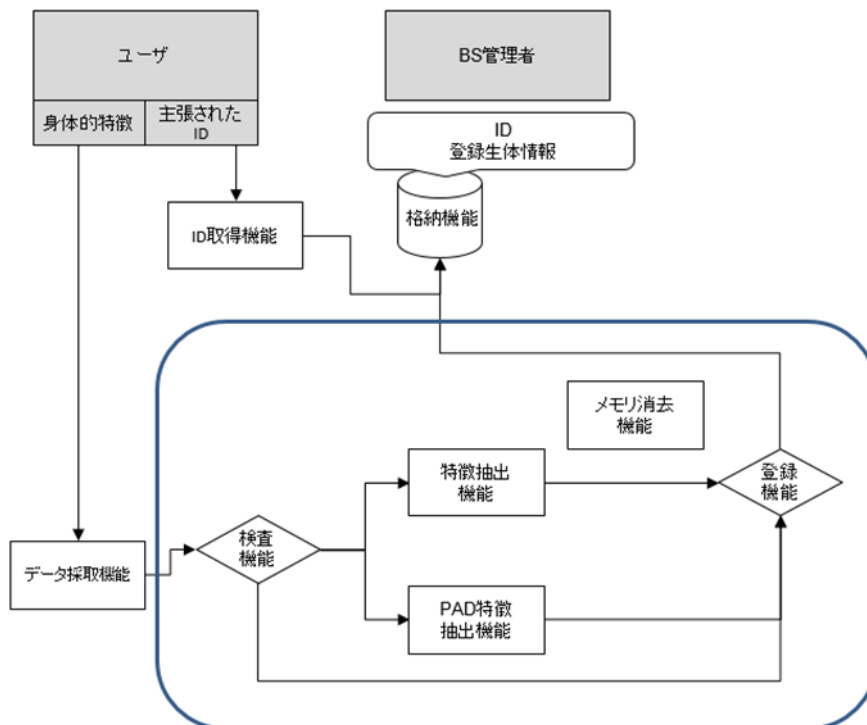 ユーザ
身体的特徴
主張された
ID
BS管理者
ID
登録生体情報
格納機能
ID取得機能
メモリ消去
機能
特徴抽出
機能
登録
機能
検査
機能
データ採取機能
PAD特徴
抽出機能